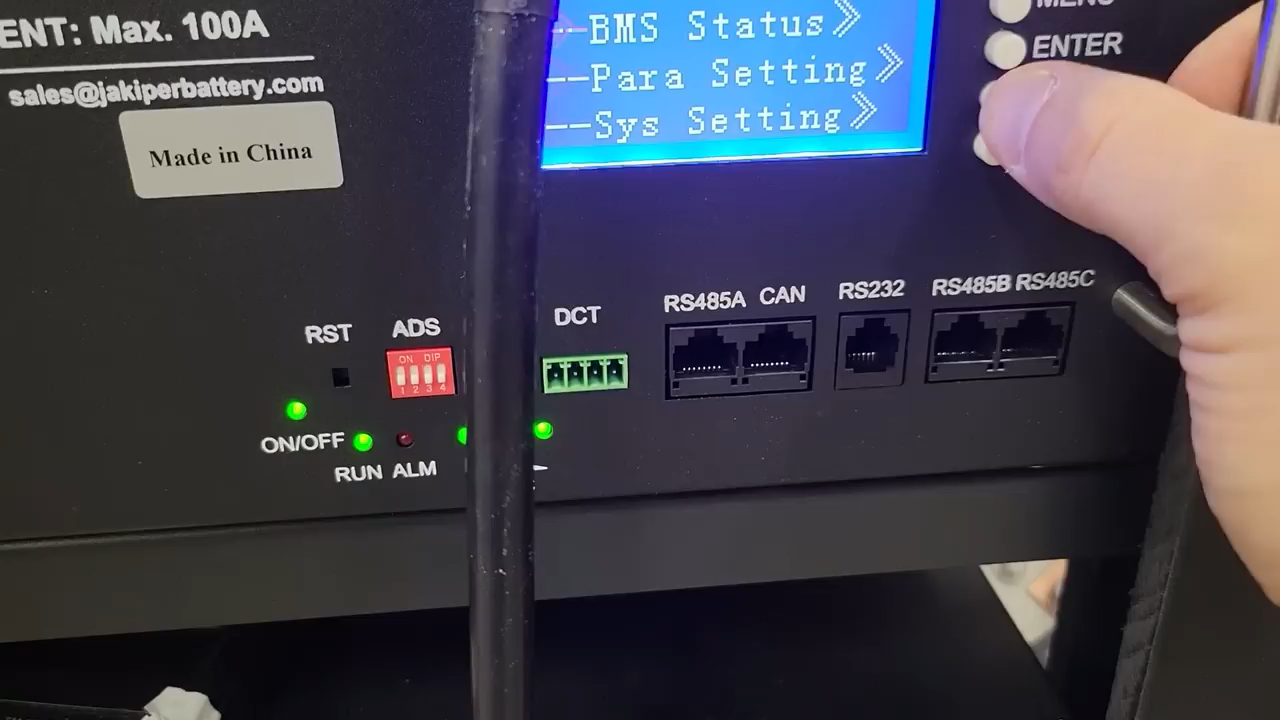 ENT: Max. 100A
sales@jakiperbattery.com
Made in China
--BMS Status》
--Para Setting》
--Sys Setting》
MENU
ENTER
RST
ADS
ON DIP
1 2 3 4
DCT
RS485A CAN
RS232
RS485B RS485C
ON/OFF
RUN ALM